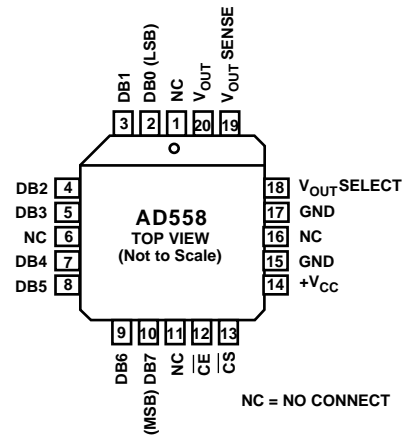 DB1
DB0 (LSB)
NC
VOUT
VOUT SENSE
3
2
1
20
19
DB2 4
DB3 5
NC 6
DB4 7
DB5 8
AD558
TOP VIEW
(Not to Scale)
18 VOUT SELECT
17 GND
16 NC
15 GND
14 +VCC
9
10
11
12
13
DB6
(MSB) DB7
NC
CE
CS
NC = NO CONNECT